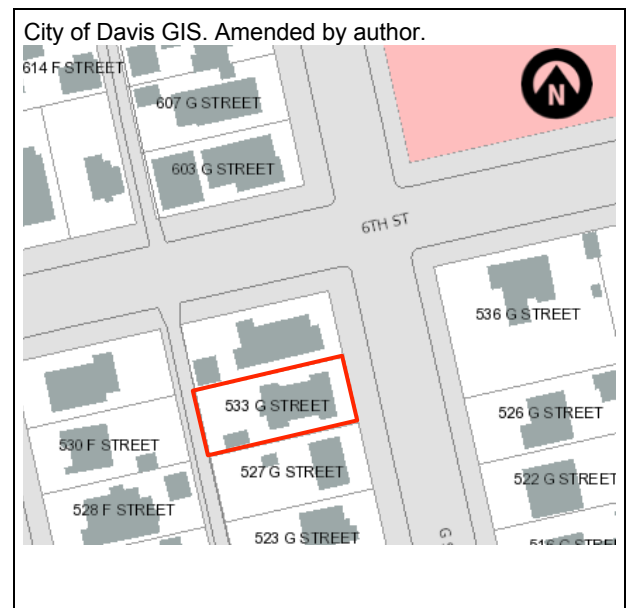 City of Davis GIS. Amended by author.
614 F STREET
607 G STREET
N
603 G STREET
6TH ST
536 G STREET
533 G STREET
526 G STREET
530 F STREET
527 G STREET
522 G STREET
528 F STREET
523 G STREET
G